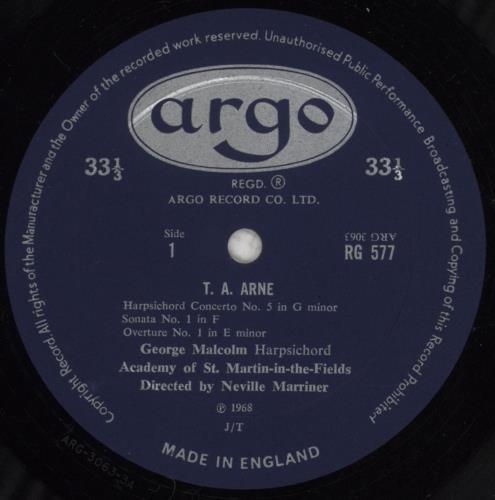 Copyright Record All rights of the Manufacturer and the Owner of the recorded work reserved. Unauthorised Public Performance Broadcasting and Copying of this Record Prohibited
argo
33⅓
33⅓
REGD. ®
ARGO RECORD CO. LTD.
Side
1
ARG 3063
RG 577
T. A. ARNE
Harpsichord Concerto No. 5 in G minor
Sonata No. 1 in F
Overture No. 1 in E minor
George Malcolm Harpsichord
Academy of St. Martin-in-the-Fields
Directed by Neville Marriner
℗ 1968
J/T
MADE IN ENGLAND
ARG-3063-3A